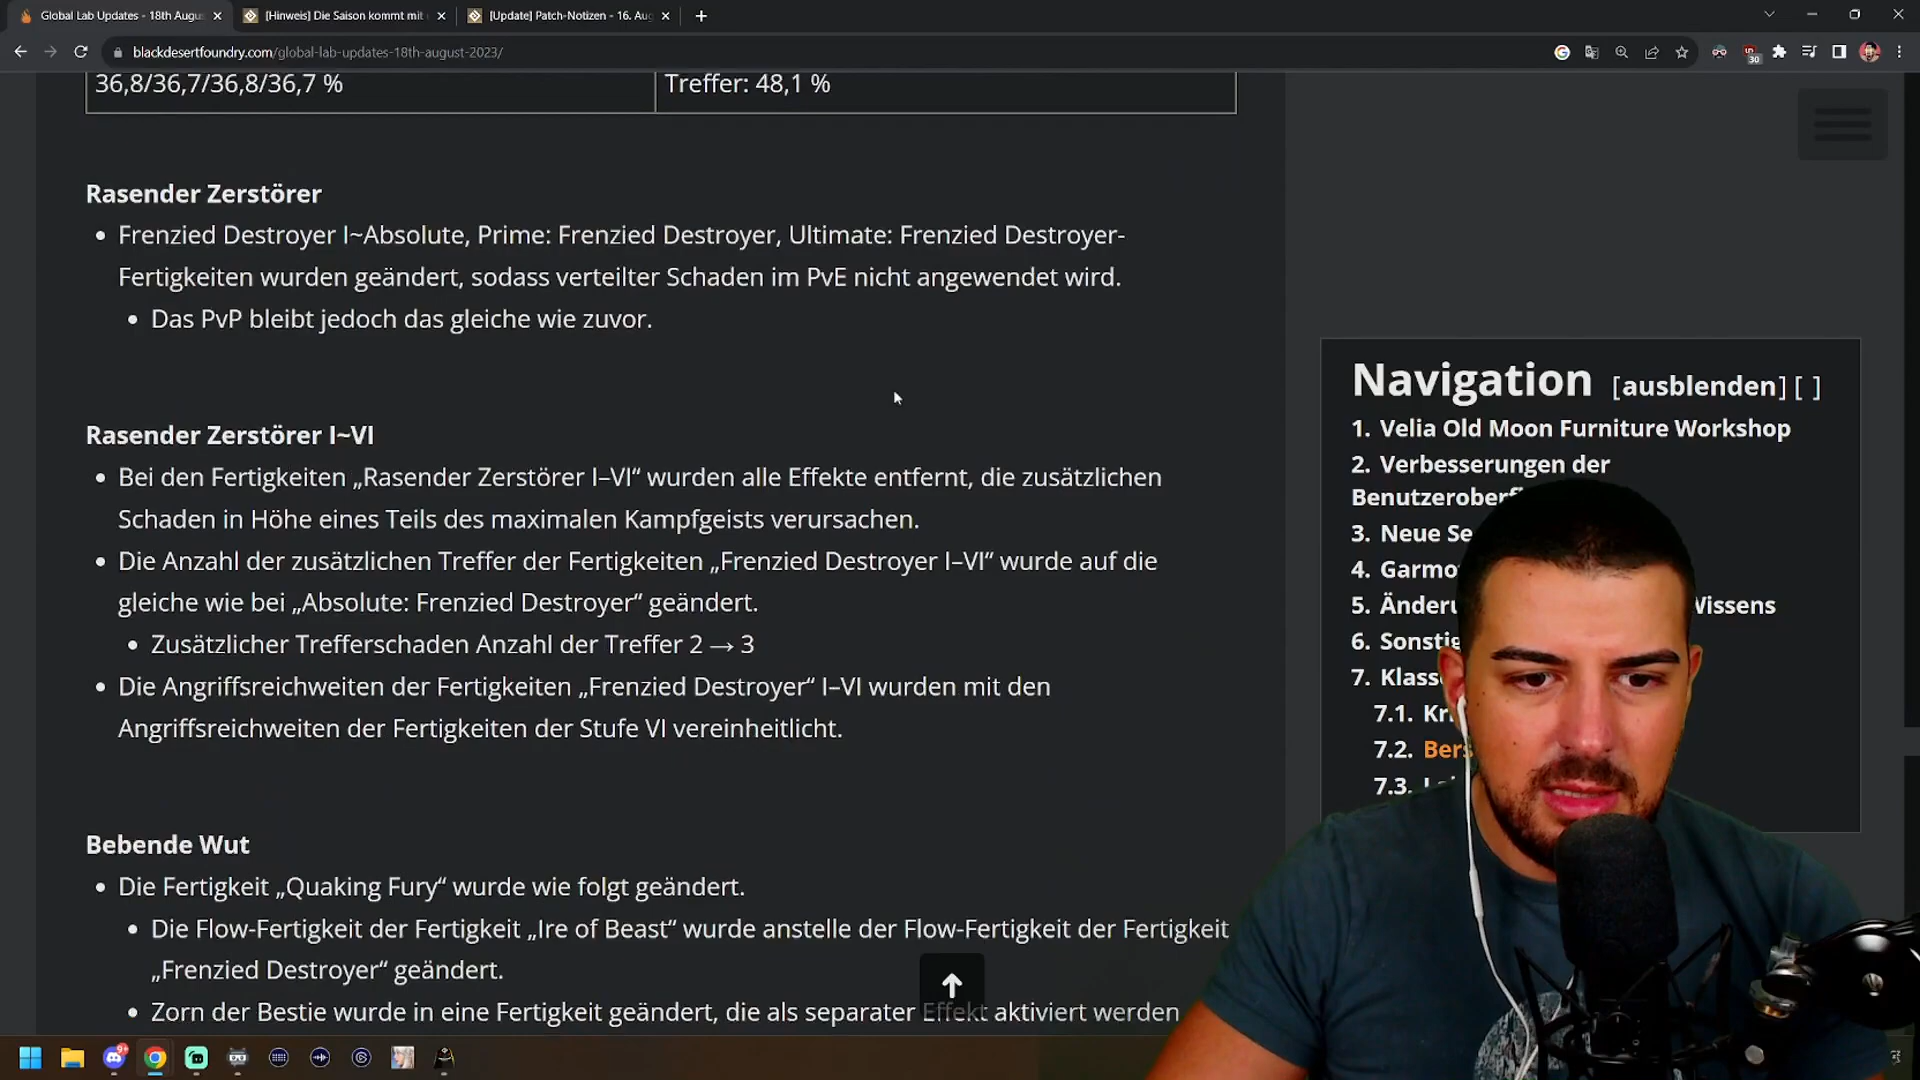 Global Lab Updates - 18th Augu
[Hinweis] Die Saison kommt mit
[Update] Patch-Notizen - 16. Aug
blackdesertfoundry.com/global-lab-updates-18th-august-2023/
30
36,8/36,7/36,8/36,7 %
Treffer: 48,1 %
Rasender Zerstörer
• Frenzied Destroyer I~Absolute, Prime: Frenzied Destroyer, Ultimate: Frenzied Destroyer-
Fertigkeiten wurden geändert, sodass verteilter Schaden im PvE nicht angewendet wird.
• Das PvP bleibt jedoch das gleiche wie zuvor.
Rasender Zerstörer I~VI
• Bei den Fertigkeiten „Rasender Zerstörer I–VI“ wurden alle Effekte entfernt, die zusätzlichen
Schaden in Höhe eines Teils des maximalen Kampfgeists verursachen.
• Die Anzahl der zusätzlichen Treffer der Fertigkeiten „Frenzied Destroyer I–VI“ wurde auf die
gleiche wie bei „Absolute: Frenzied Destroyer“ geändert.
• Zusätzlicher Trefferschaden Anzahl der Treffer 2 → 3
• Die Angriffsreichweiten der Fertigkeiten „Frenzied Destroyer“ I–VI wurden mit den
Angriffsreichweiten der Fertigkeiten der Stufe VI vereinheitlicht.
Bebende Wut
• Die Fertigkeit „Quaking Fury“ wurde wie folgt geändert.
• Die Flow-Fertigkeit der Fertigkeit „Ire of Beast“ wurde anstelle der Flow-Fertigkeit der Fertigkeit
„Frenzied Destroyer“ geändert.
• Zorn der Bestie wurde in eine Fertigkeit geändert, die als separater Effekt aktiviert werden
Navigation [ausblenden] [ ]
1. Velia Old Moon Furniture Workshop
2. Verbesserungen der
Benutzerober
3. Neue Se
4. Garmo
5. Änder Wissens
6. Sonsti
7. Klass
7.1. Kr
7.2. Bers
7.3.